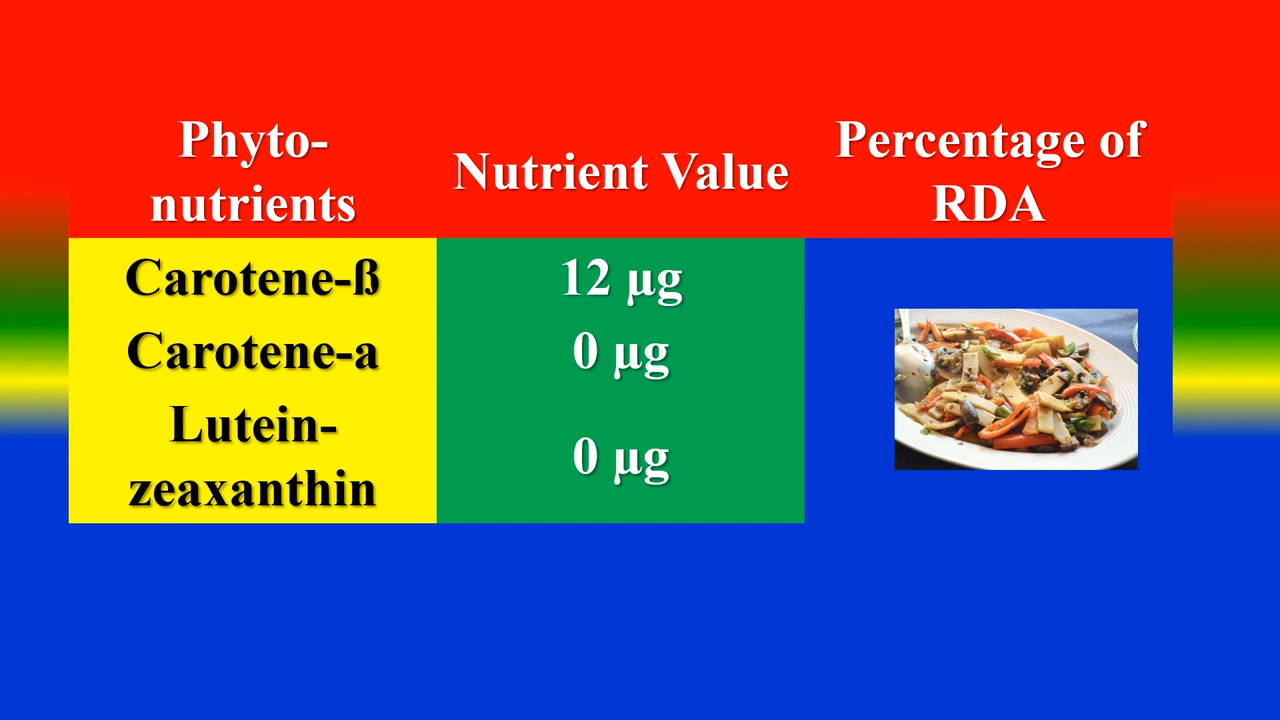 Phyto-
nutrients
Nutrient Value
Percentage of
RDA
Carotene-ß
12 µg
Carotene-a
0 µg
Lutein-
zeaxanthin
0 µg